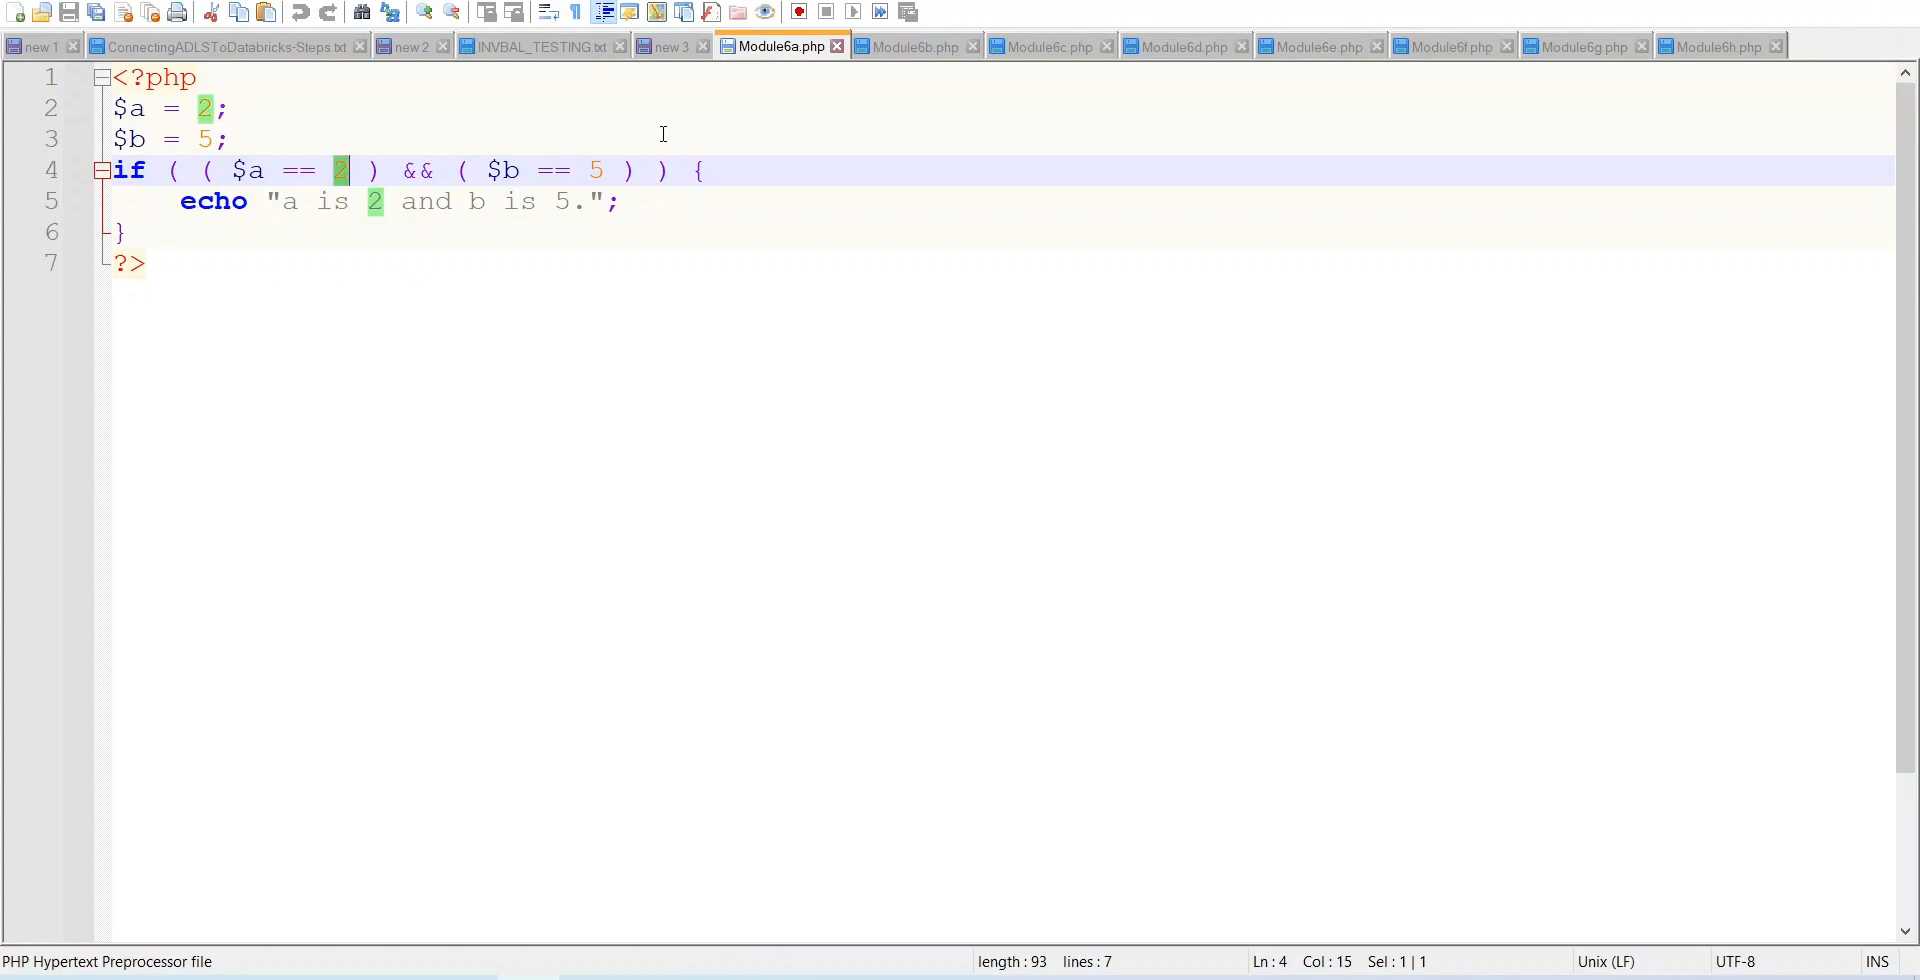 new 1 ConnectingADLSToDatabricks-Steps.txt new 2 INVBAL_TESTING.txt new 3 Module6a.php Module6b.php Module6c.php Module6d.php Module6e.php Module6f.php Module6g.php Module6h.php
1 <?php
2 $a = 2;
3 $b = 5;
4 if ( ( $a == 2 ) && ( $b == 5 ) ) {
5 echo "a is 2 and b is 5.";
6 }
7 ?>
PHP Hypertext Preprocessor file length : 93 lines : 7 Ln : 4 Col : 15 Sel : 1 | 1 Unix (LF) UTF-8 INS